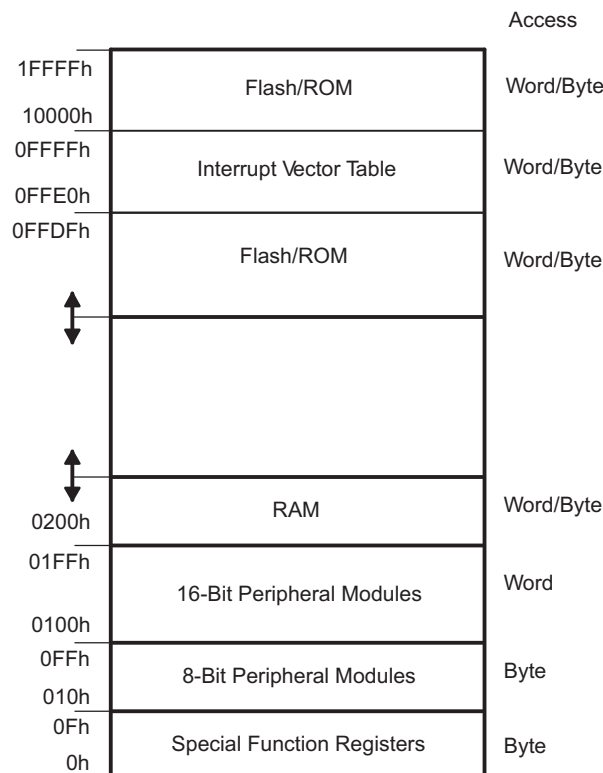 Access
1FFFFh
Flash/ROM
Word/Byte
10000h
0FFFFh
Interrupt Vector Table
Word/Byte
0FFE0h
0FFDFh
Flash/ROM
Word/Byte
RAM
Word/Byte
0200h
01FFh
16-Bit Peripheral Modules
Word
0100h
0FFh
8-Bit Peripheral Modules
Byte
010h
0Fh
Special Function Registers
Byte
0h